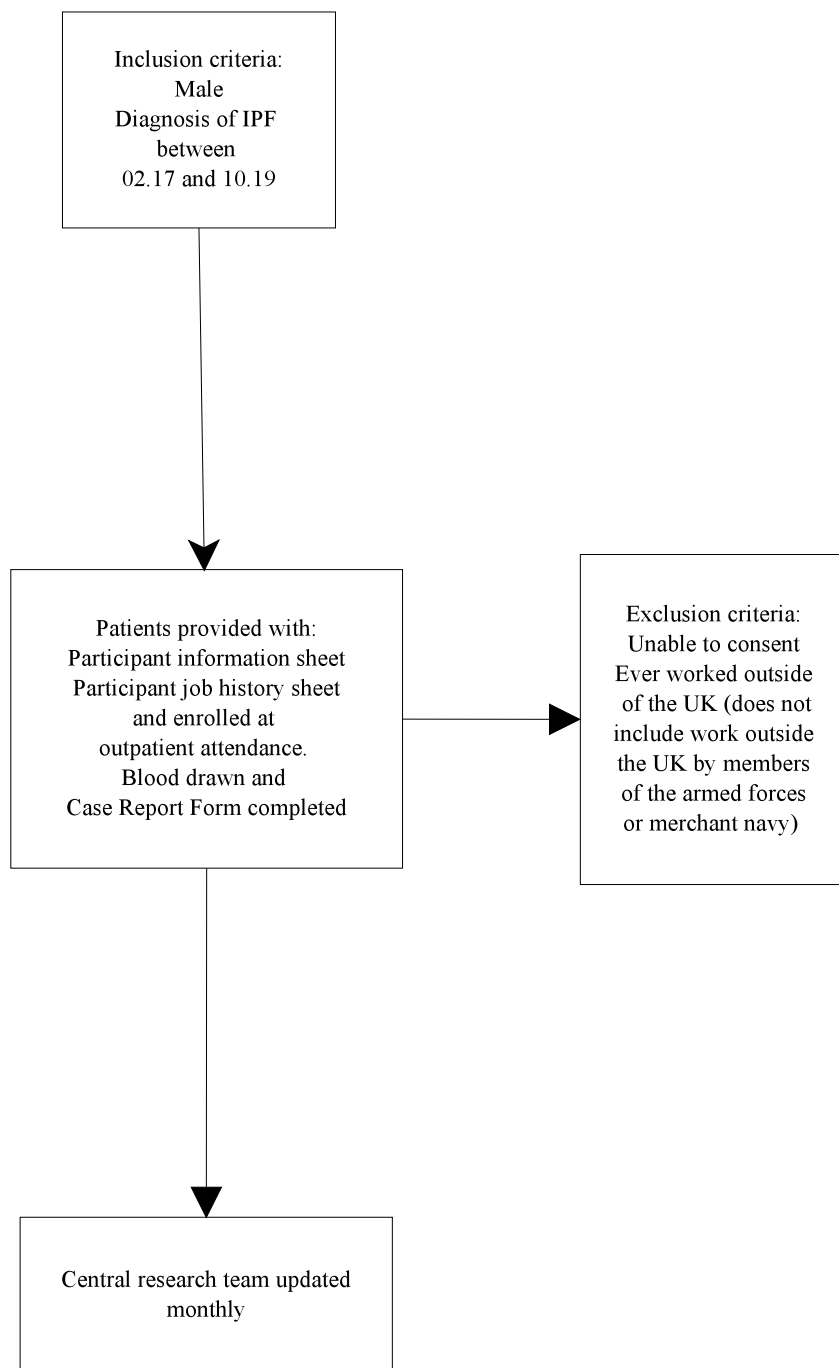 Inclusion criteria:
Male
Diagnosis of IPF
between
02.17 and 10.19
Patients provided with:
Participant information sheet
Participant job history sheet
and enrolled at
outpatient attendance.
Blood drawn and
Case Report Form completed
Exclusion criteria:
Unable to consent
Ever worked outside
of the UK (does not
include work outside
the UK by members
of the armed forces
or merchant navy)
Central research team updated
monthly